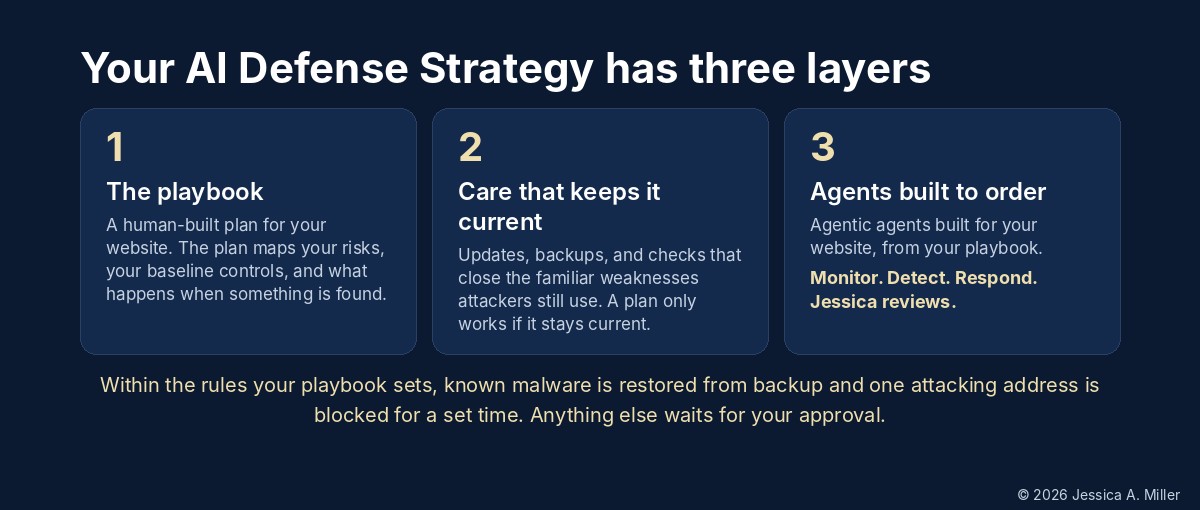 Your AI Defense Strategy has three layers
1
The playbook
A human-built plan for your
website. The plan maps your risks,
your baseline controls, and what
happens when something is found.
2
Care that keeps it
current
Updates, backups, and checks that
close the familiar weaknesses
attackers still use. A plan only
works if it stays current.
3
Agents built to order
Agentic agents built for your
website, from your playbook.
Monitor. Detect. Respond.
Jessica reviews.
Within the rules your playbook sets, known malware is restored from backup and one attacking address is
blocked for a set time. Anything else waits for your approval.
© 2026 Jessica A. Miller